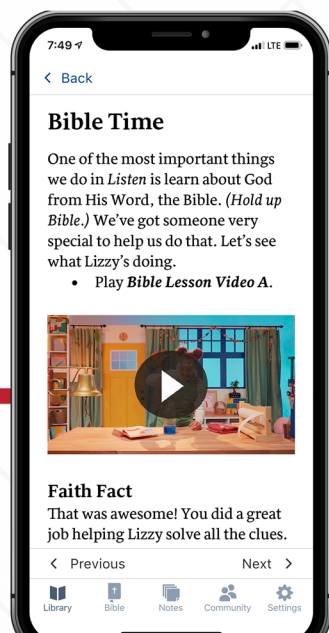 7:49
LTE
Back
Bible Time
One of the most important things
we do in Listen is learn about God
from His Word, the Bible. (Hold up
Bible.) We’ve got someone very
special to help us do that. Let’s see
what Lizzy’s doing.
• Play Bible Lesson Video A.
Faith Fact
That was awesome! You did a great
job helping Lizzy solve all the clues.
Previous Next
Library Bible Notes Community Settings